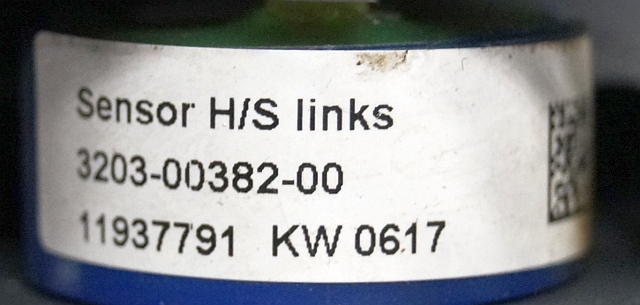 Sensor H/S links
3203-00382-00
11937791 KW 0617